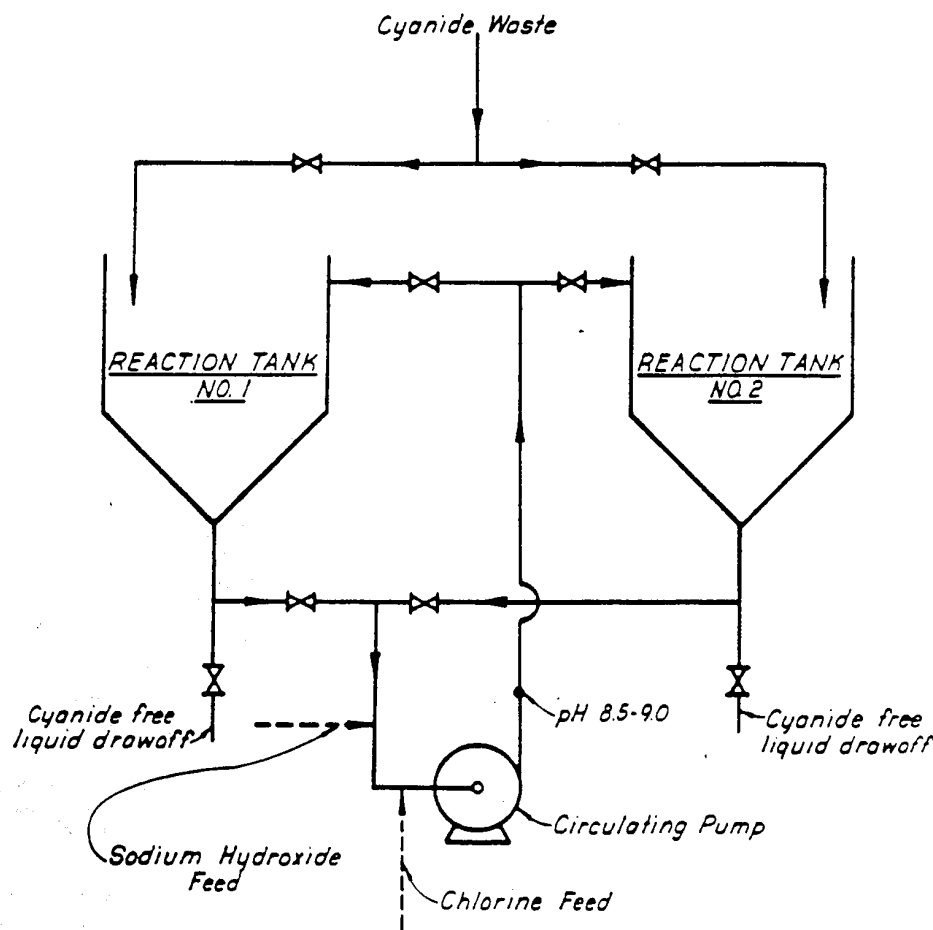 Cyanide Waste
REACTION TANK
NO. 1
REACTION TANK
NO. 2
pH 8.5-9.0
Cyanide free
liquid drawoff
Cyanide free
liquid drawoff
Circulating Pump
Sodium Hydroxide
Feed
Chlorine Feed